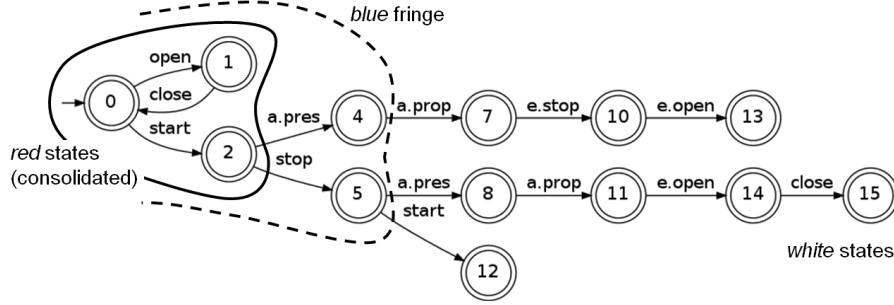 blue fringe
open
1
close
0
start
2
a.pres
stop
4
a.prop
7
e.stop
10
e.open
13
red states
(consolidated)
5
a.pres
start
8
a.prop
11
e.open
14
close
15
12
white states